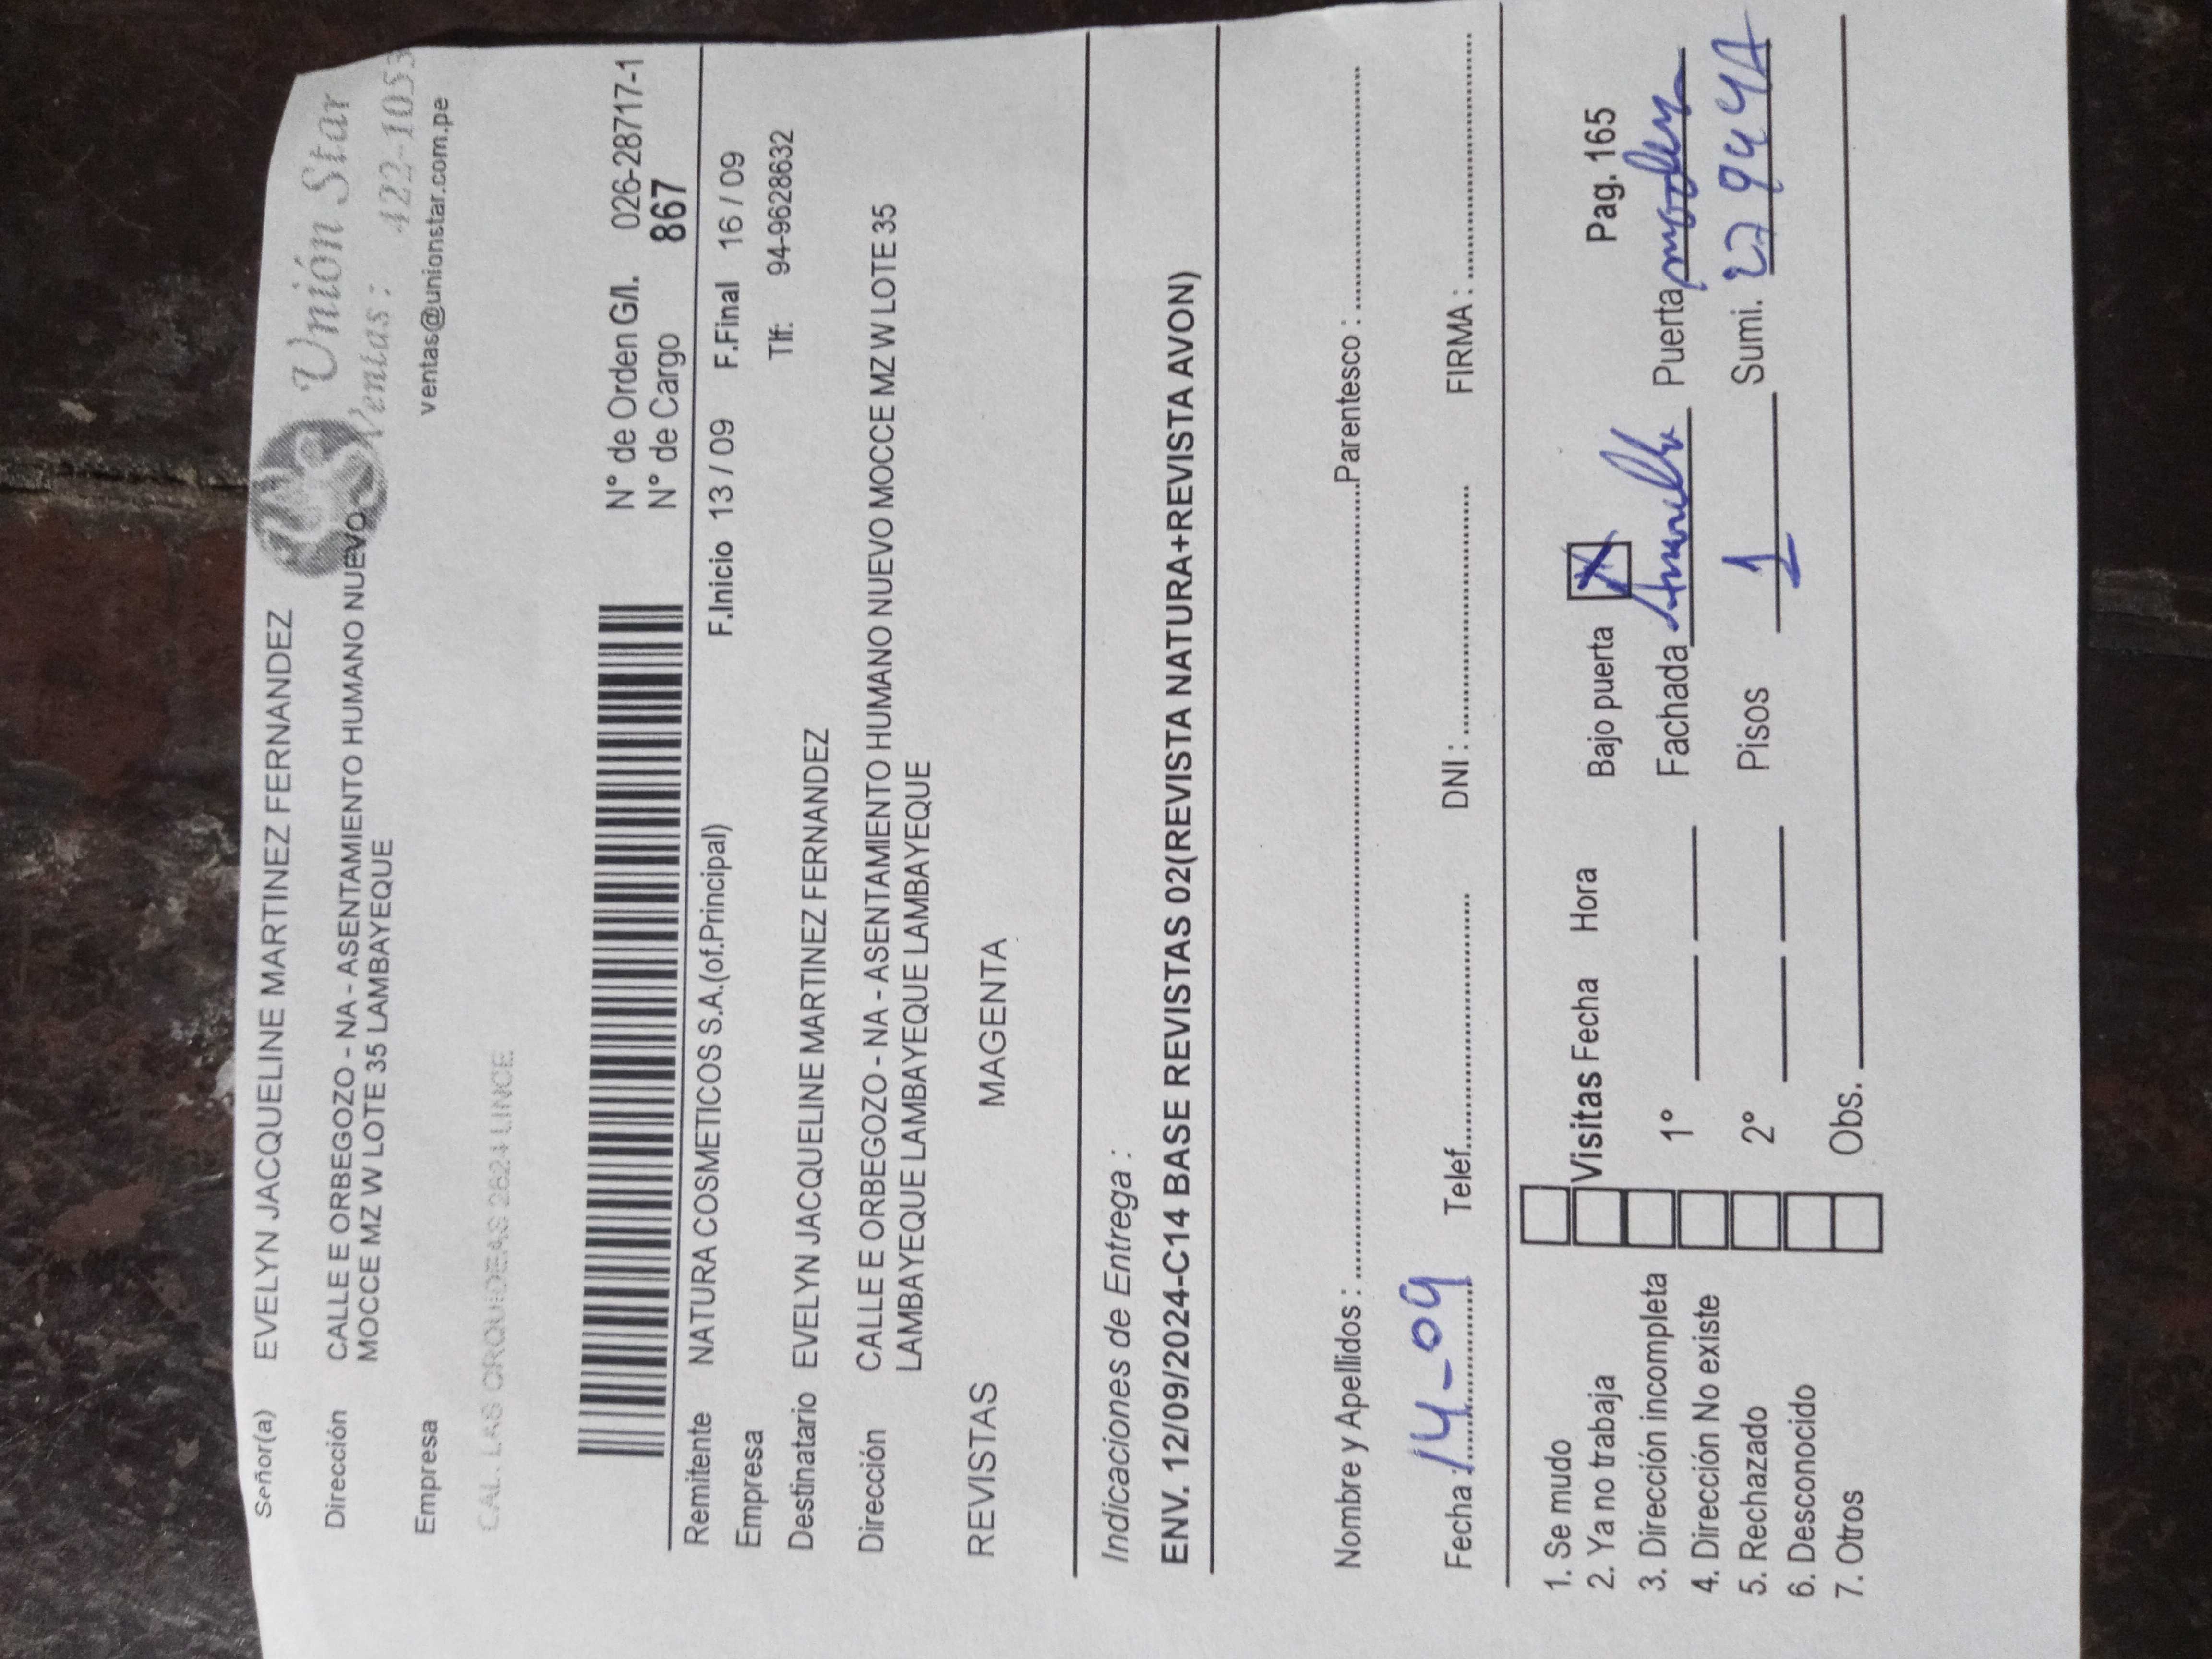 Señor(a) EVELYN JACQUELINE MARTINEZ FERNANDEZ
Unión Star
Ventas: 422-1053
ventas@unionstar.com.pe
Dirección CALLE E ORBEGOZO - NA - ASENTAMIENTO HUMANO NUEVO
MOCCE MZ W LOTE 35 LAMBAYEQUE
Empresa
CAL. LAS ORQUIDEAS 2624 LINCE
N° de Orden G/l. 026-28717-1
N° de Cargo 867
Remitente NATURA COSMETICOS S.A.(of.Principal) F.Inicio 13 / 09 F.Final 16 / 09
Empresa Tlf: 94-9628632
Destinatario EVELYN JACQUELINE MARTINEZ FERNANDEZ
Dirección CALLE E ORBEGOZO - NA - ASENTAMIENTO HUMANO NUEVO MOCCE MZ W LOTE 35
LAMBAYEQUE LAMBAYEQUE LAMBAYEQUE
REVISTAS MAGENTA
Indicaciones de Entrega :
ENV. 12/09/2024-C14 BASE REVISTAS 02(REVISTA NATURA+REVISTA AVON)
Nombre y Apellidos : Parentesco :
Fecha : 14-09 Telef. DNI : FIRMA :
1. Se mudo
2. Ya no trabaja
3. Dirección incompleta
4. Dirección No existe
5. Rechazado
6. Desconocido
7. Otros
Visitas Fecha Hora Bajo puerta X Pag. 165
1° Fachada Puerta
2° Pisos 1 Sumi.
Obs.